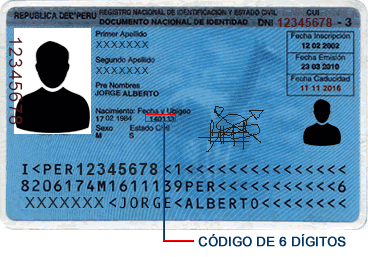 REPUBLICA DEL PERU
REGISTRO NACIONAL DE IDENTIFICACION Y ESTADO CIVIL
DOCUMENTO NACIONAL DE IDENTIDAD
CUI
DNI 12345678 - 3
12345678
Primer Apellido
XXXXXXX
Segundo Apellido
XXXXXXX
Pre Nombres
JORGE ALBERTO
Nacimiento: Fecha y Ubigeo
17 02 1984 140133
Sexo Estado Civil
M S
Fecha Inscripción
12 02 2002
Fecha Emisión
23 03 2010
Fecha Caducidad
11 11 2016
I<PER12345678<1<<<<<<<<<<<<<<<
8206174M1611139PER<<<<<<<<<<<6
XXXXXXX<JORGE<ALBERTO<<<<<<<<
CÓDIGO DE 6 DÍGITOS